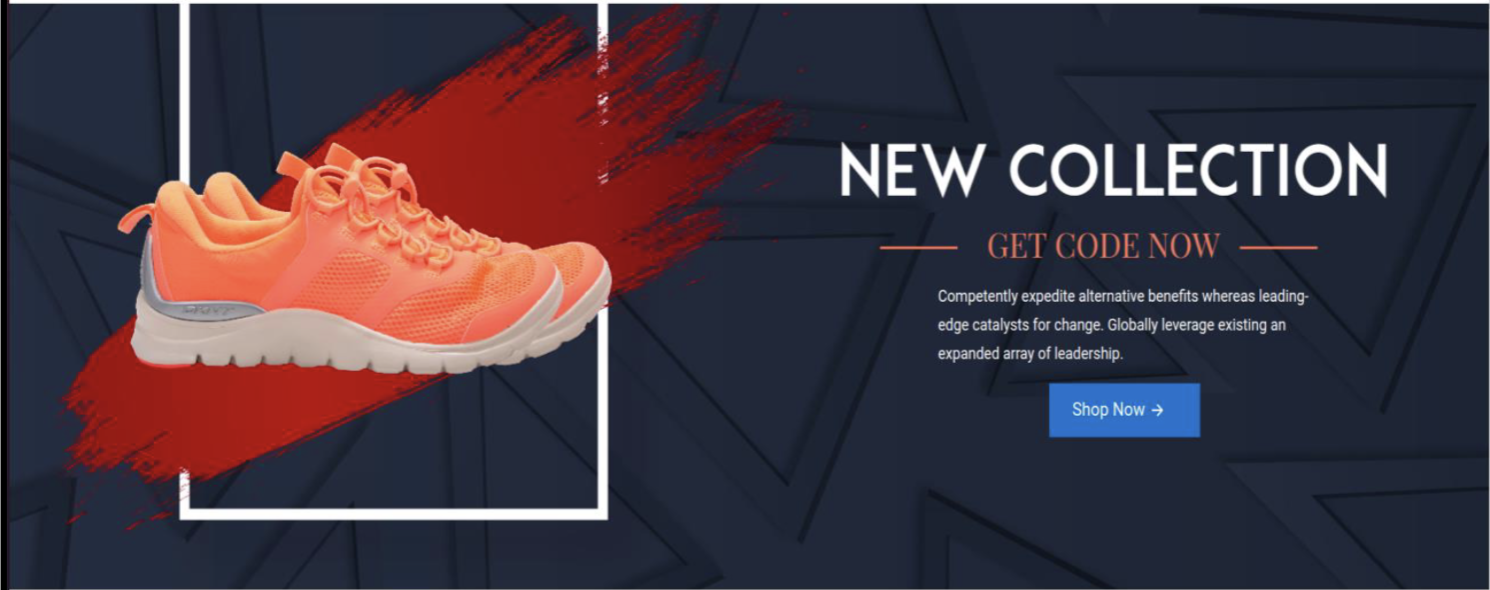 NEW COLLECTION
GET CODE NOW
Competently expedite alternative benefits whereas leading-
edge catalysts for change. Globally leverage existing an
expanded array of leadership.
Shop Now →